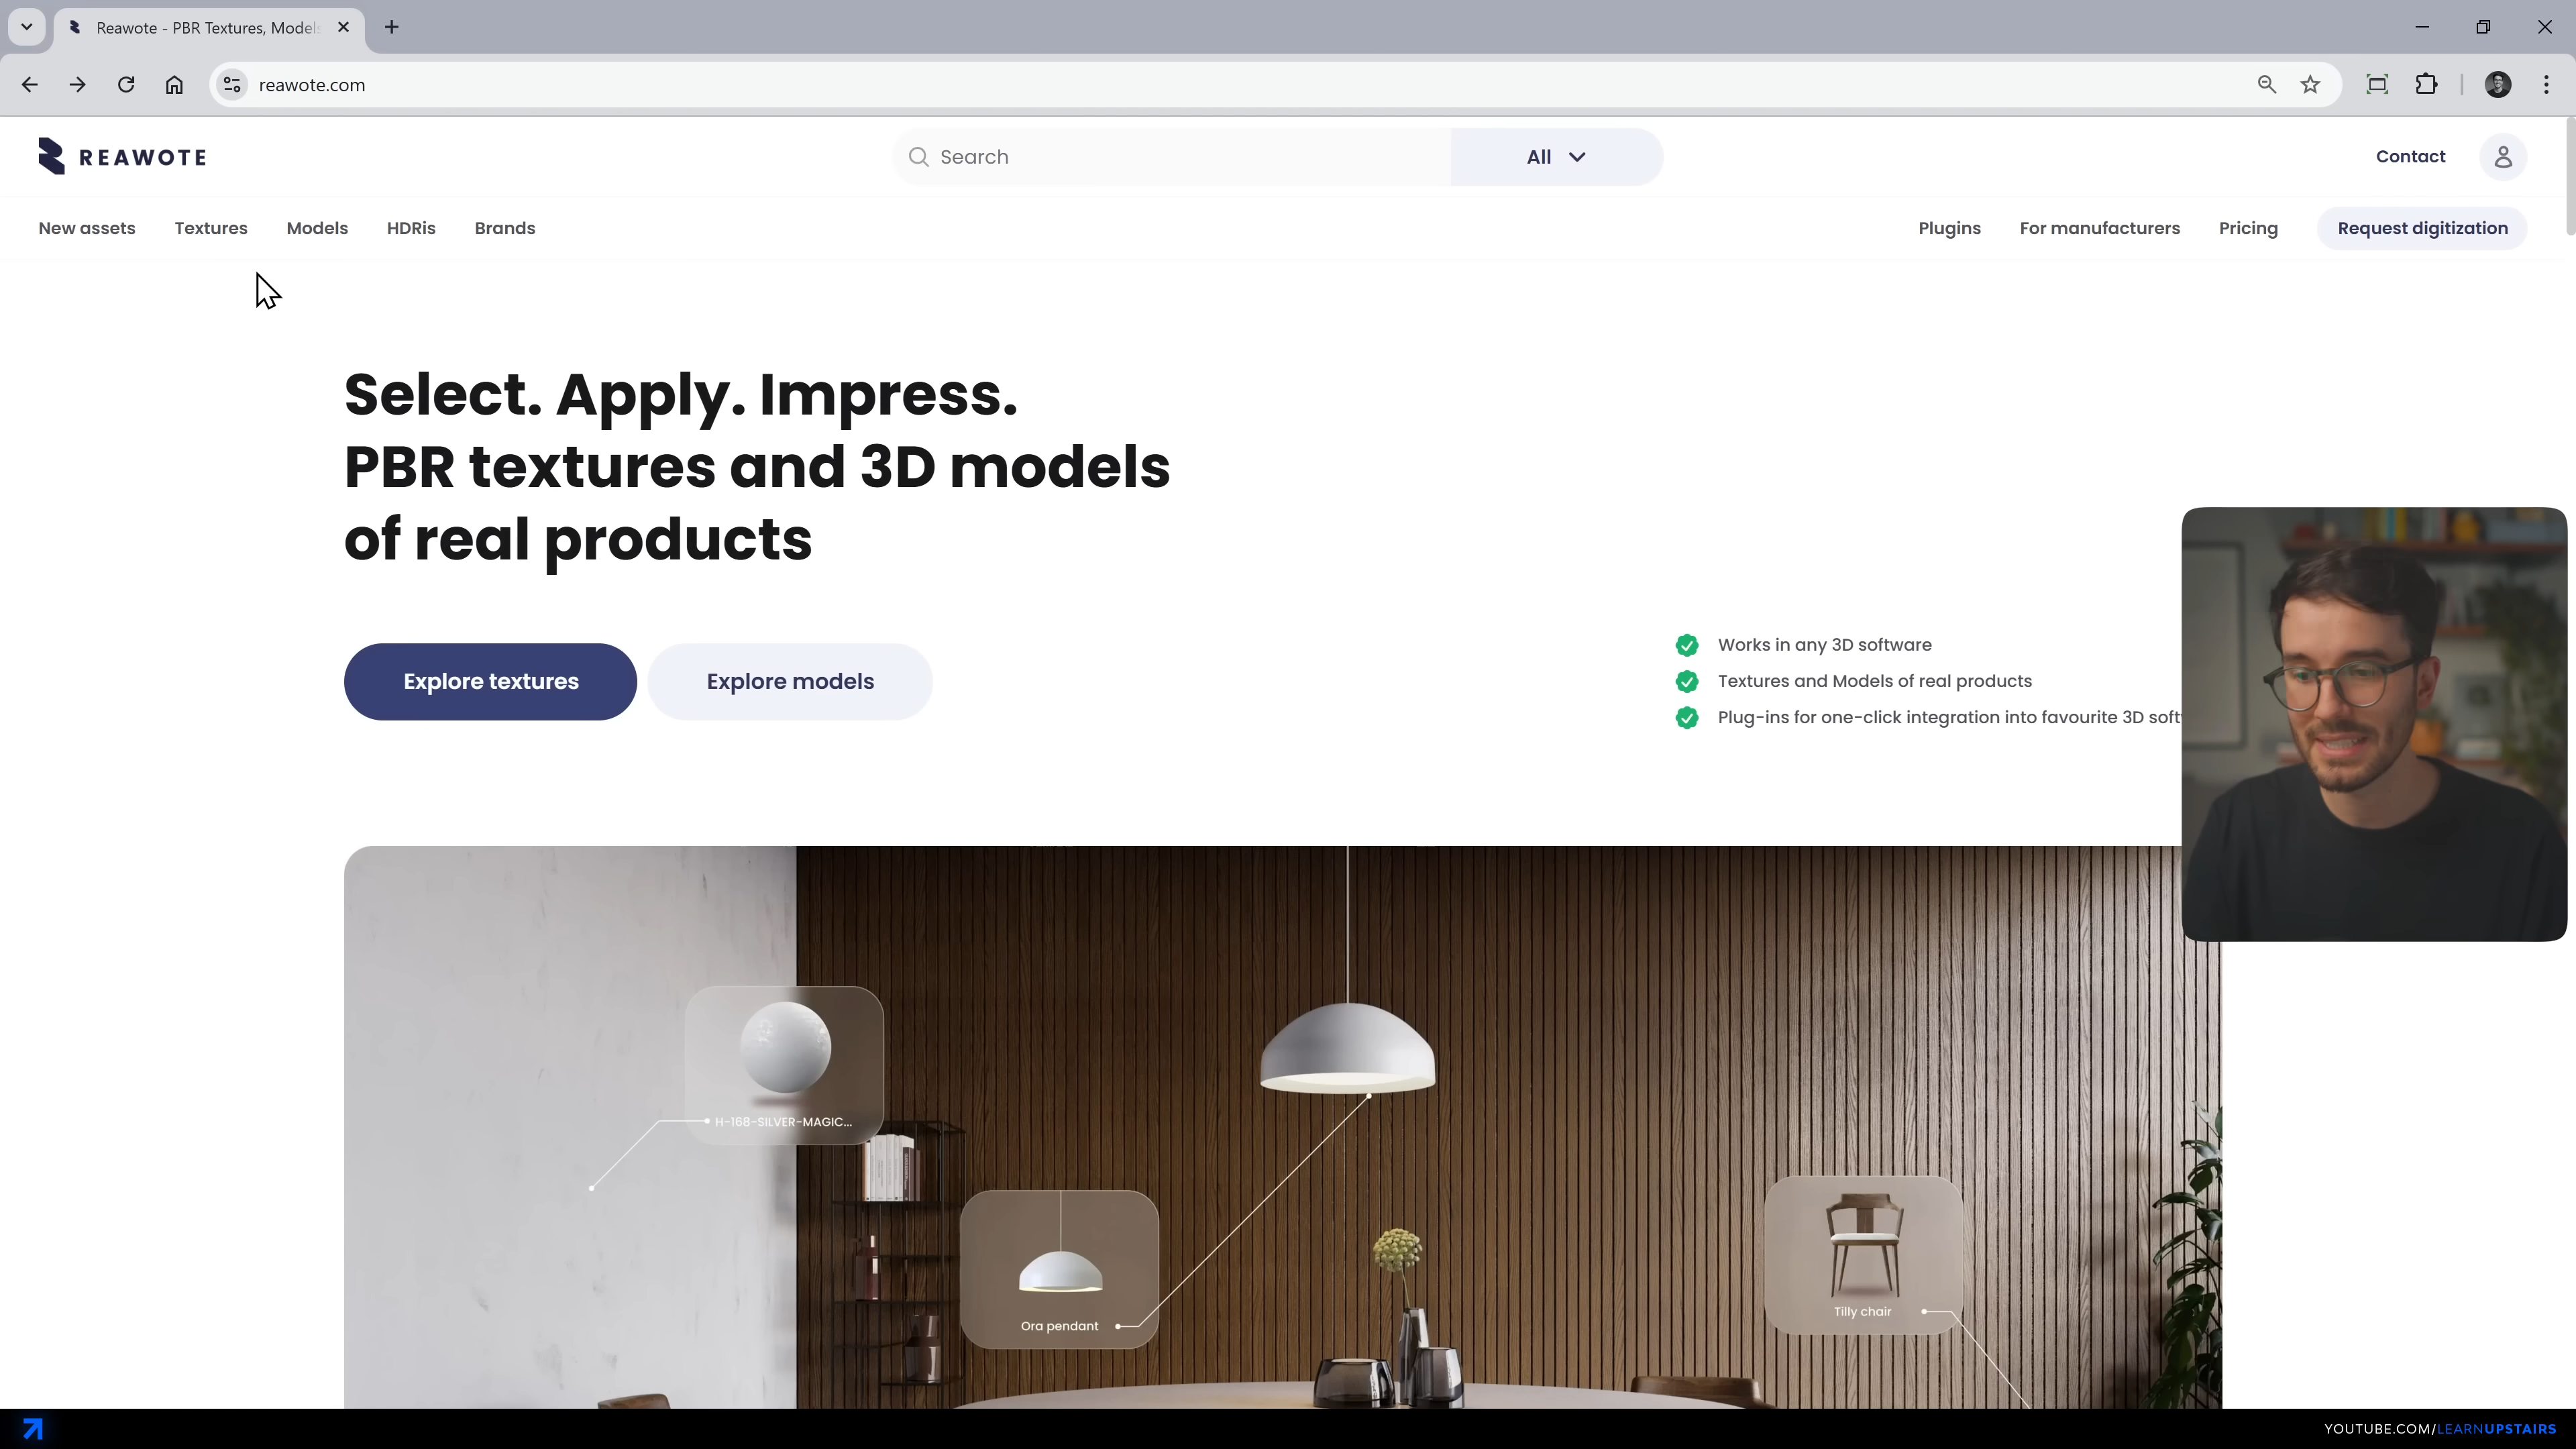 Reawote - PBR Textures, Models
reawote.com
REAWOTE
Search
All
Contact
New assets
Textures
Models
HDRis
Brands
Plugins
For manufacturers
Pricing
Request digitization
Select. Apply. Impress.
PBR textures and 3D models
of real products
Explore textures
Explore models
Works in any 3D software
Textures and Models of real products
Plug-ins for one-click integration into favourite 3D soft
H-168-SILVER-MAGIC...
Ora pendant
Tilly chair
YOUTUBE.COM/LEARNUPSTAIRS